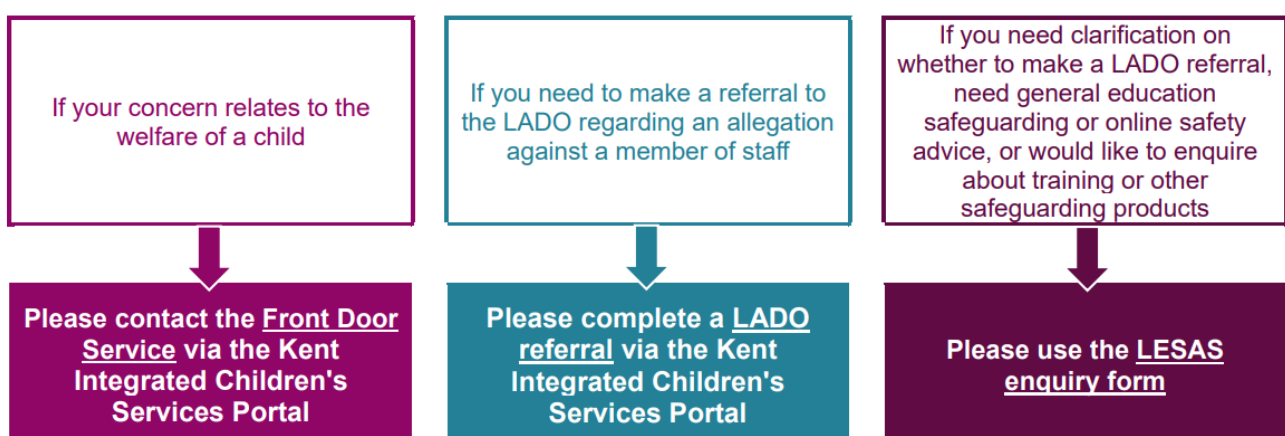 If your concern relates to the
welfare of a child
If you need to make a referral to
the LADO regarding an allegation
against a member of staff
If you need clarification on
whether to make a LADO referral,
need general education
safeguarding or online safety
advice, or would like to enquire
about training or other
safeguarding products
Please contact the Front Door
Service via the Kent
Integrated Children's
Services Portal
Please complete a LADO
referral via the Kent
Integrated Children's
Services Portal
Please use the LESAS
enquiry form